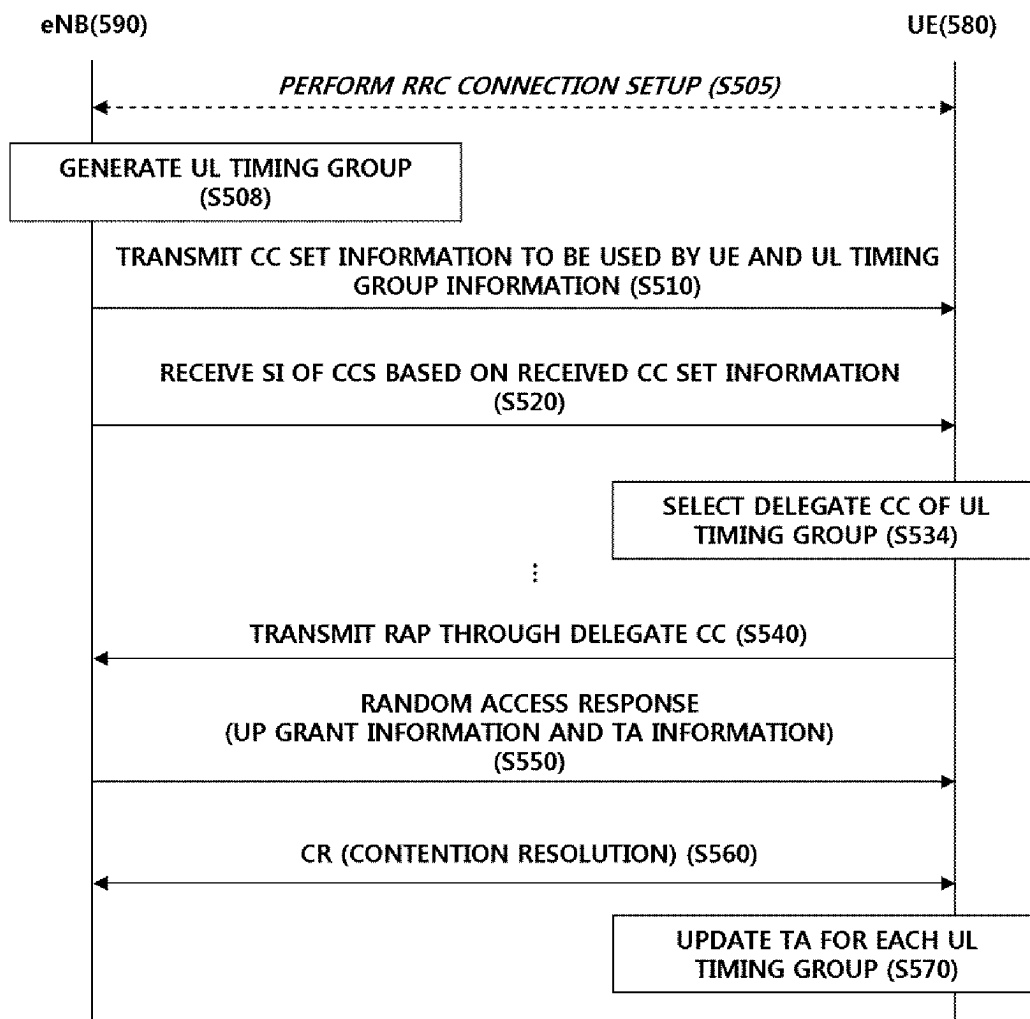 eNB(590)
UE(580)
PERFORM RRC CONNECTION SETUP (S505)
GENERATE UL TIMING GROUP
(S508)
TRANSMIT CC SET INFORMATION TO BE USED BY UE AND UL TIMING
GROUP INFORMATION (S510)
RECEIVE SI OF CCS BASED ON RECEIVED CC SET INFORMATION
(S520)
SELECT DELEGATE CC OF UL
TIMING GROUP (S534)
⋮
TRANSMIT RAP THROUGH DELEGATE CC (S540)
RANDOM ACCESS RESPONSE
(UP GRANT INFORMATION AND TA INFORMATION)
(S550)
CR (CONTENTION RESOLUTION) (S560)
UPDATE TA FOR EACH UL
TIMING GROUP (S570)